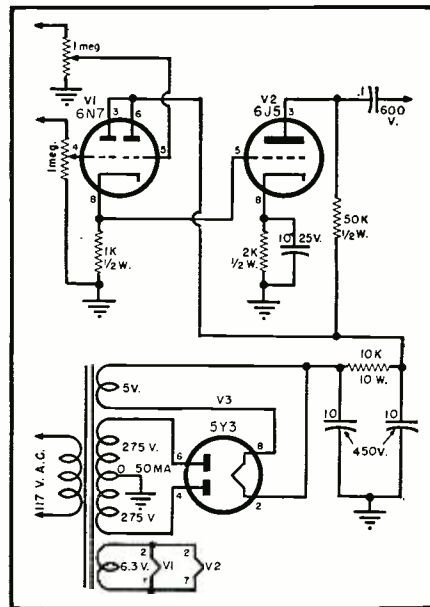 1 meg
V1
6N7
3
6
4
5
8
1meg.
1K
½ W.
V2
6J5
3
5
8
2K
½ W.
10
25V.
.1
600
V.
50K
½ W.
10K
10 W.
10
10
450V.
5V.
V3
5Y3
6
8
4
2
275 V.
0
50MA
275 V
117 V. A.C.
6.3 V.
2
7
V1
2
7
V2